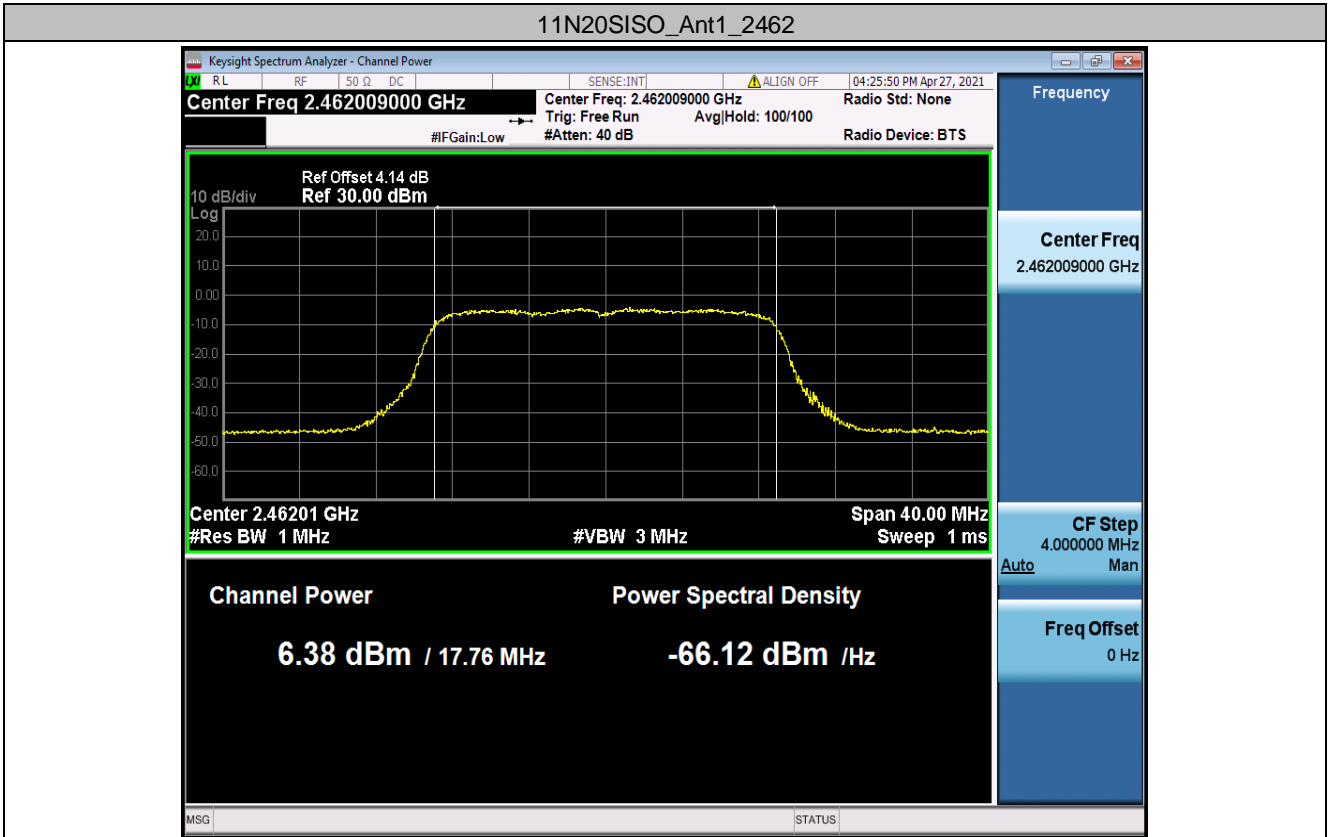 11N20SISO_Ant1_2462
Keysight Spectrum Analyzer - Channel Power
LXI RL RF 50 Ω DC SENSE:INT ALIGN OFF 04:25:50 PM Apr 27, 2021
Center Freq 2.462009000 GHz
#IFGain:Low
Center Freq: 2.462009000 GHz
Trig: Free Run Avg|Hold: 100/100
#Atten: 40 dB
Radio Std: None
Radio Device: BTS
Ref Offset 4.14 dB
10 dB/div Ref 30.00 dBm
Log
20.0
10.0
0.00
-10.0
-20.0
-30.0
-40.0
-50.0
-60.0
Center 2.46201 GHz Span 40.00 MHz
#Res BW 1 MHz #VBW 3 MHz Sweep 1 ms
Channel Power Power Spectral Density
6.38 dBm / 17.76 MHz -66.12 dBm /Hz
Frequency
Center Freq
2.462009000 GHz
CF Step
4.000000 MHz
Auto Man
Freq Offset
0 Hz
MSG STATUS